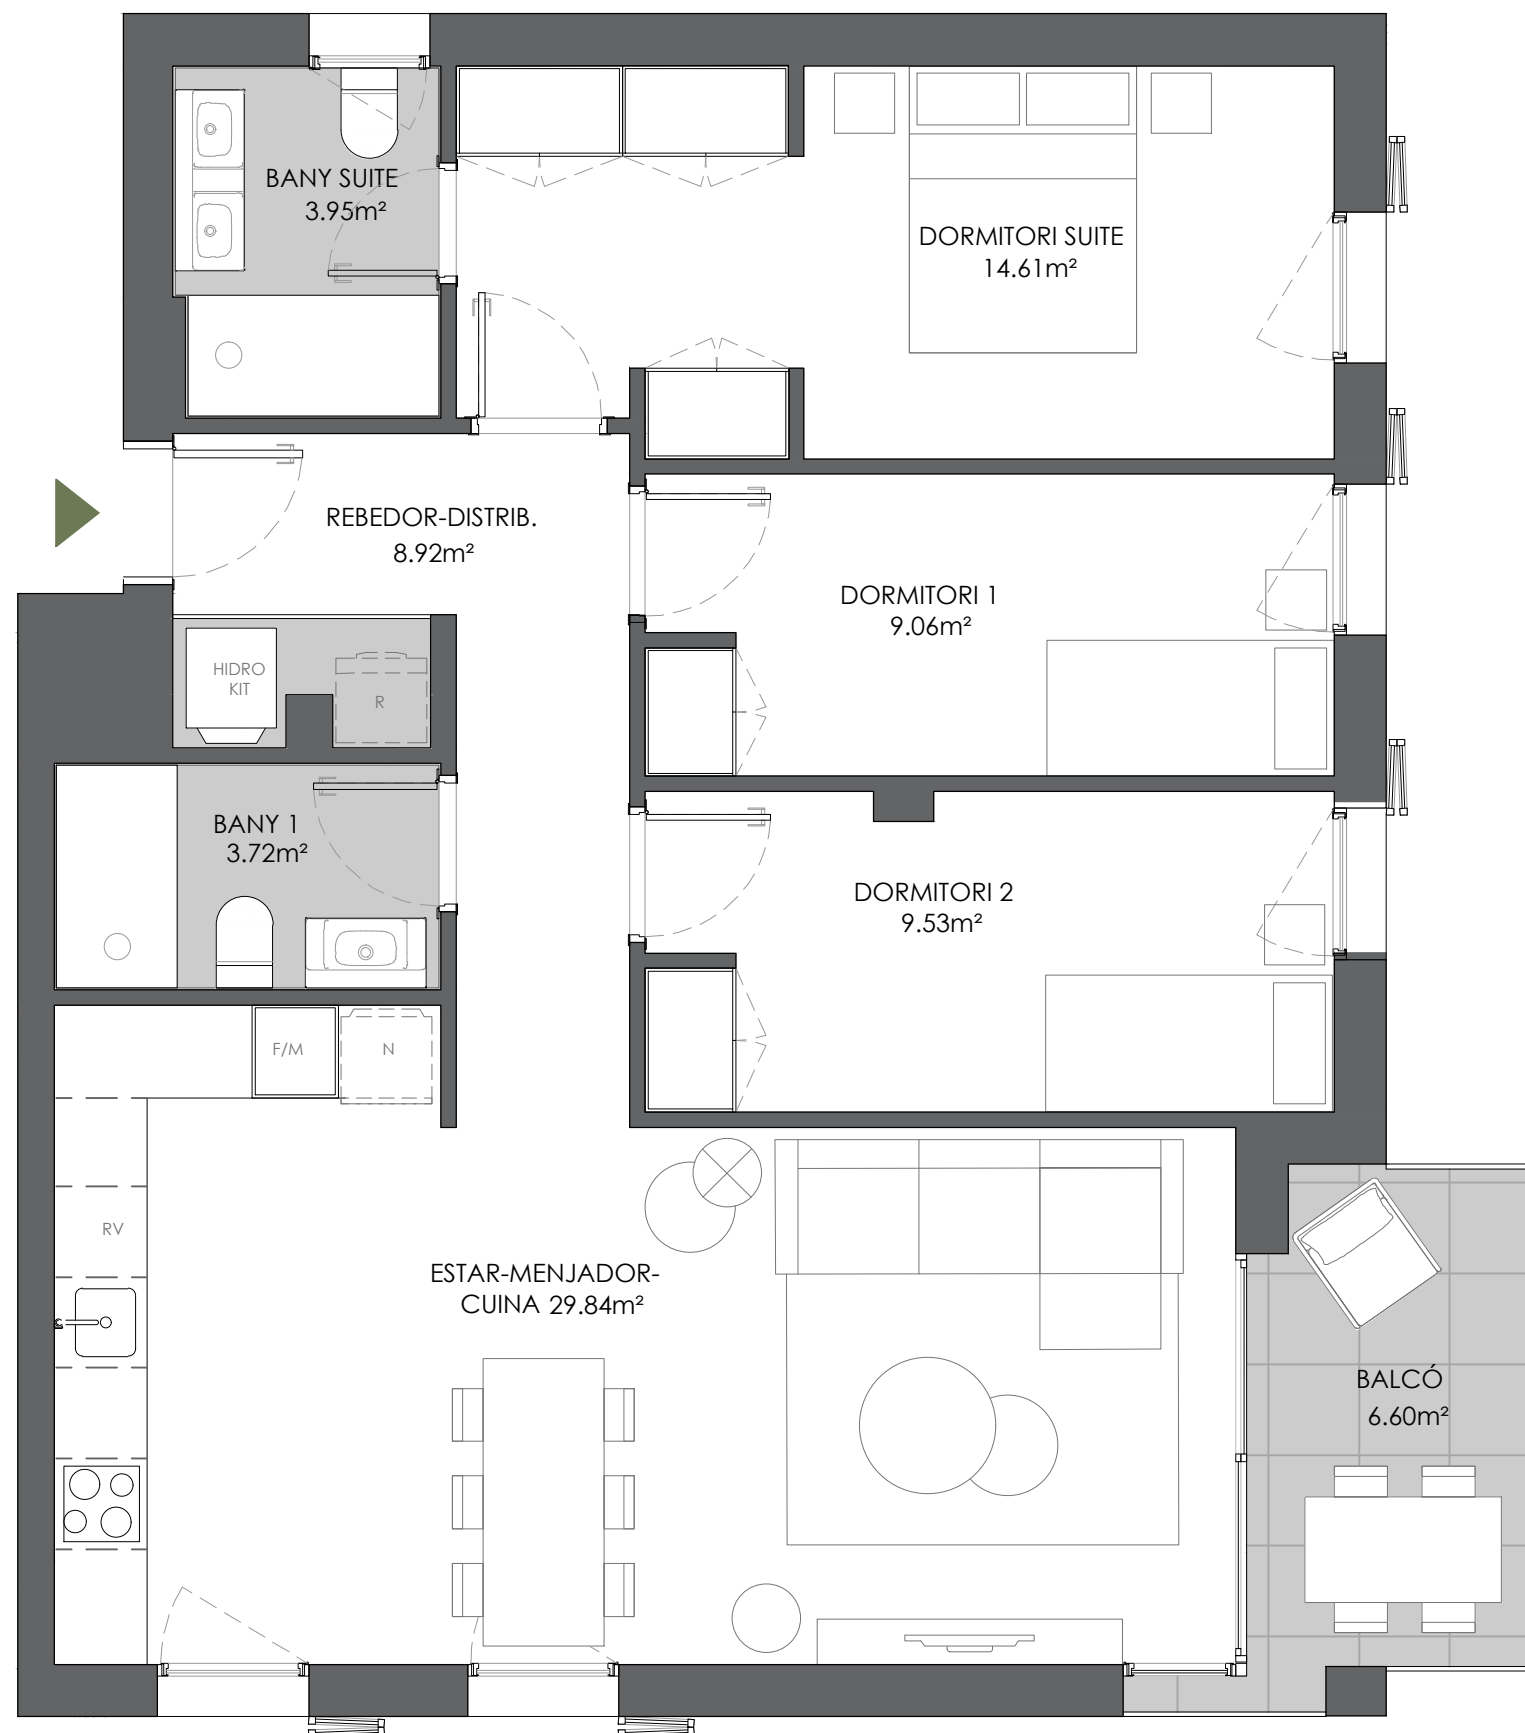 BANY SUITE
3.95m²
DORMITORI SUITE
14.61m²
REBEDOR-DISTRIB.
8.92m²
DORMITORI 1
9.06m²
HIDRO
KIT
R
BANY 1
3.72m²
DORMITORI 2
9.53m²
F/M
N
RV
ESTAR-MENJADOR-
CUINA 29.84m²
BALCÓ
6.60m²